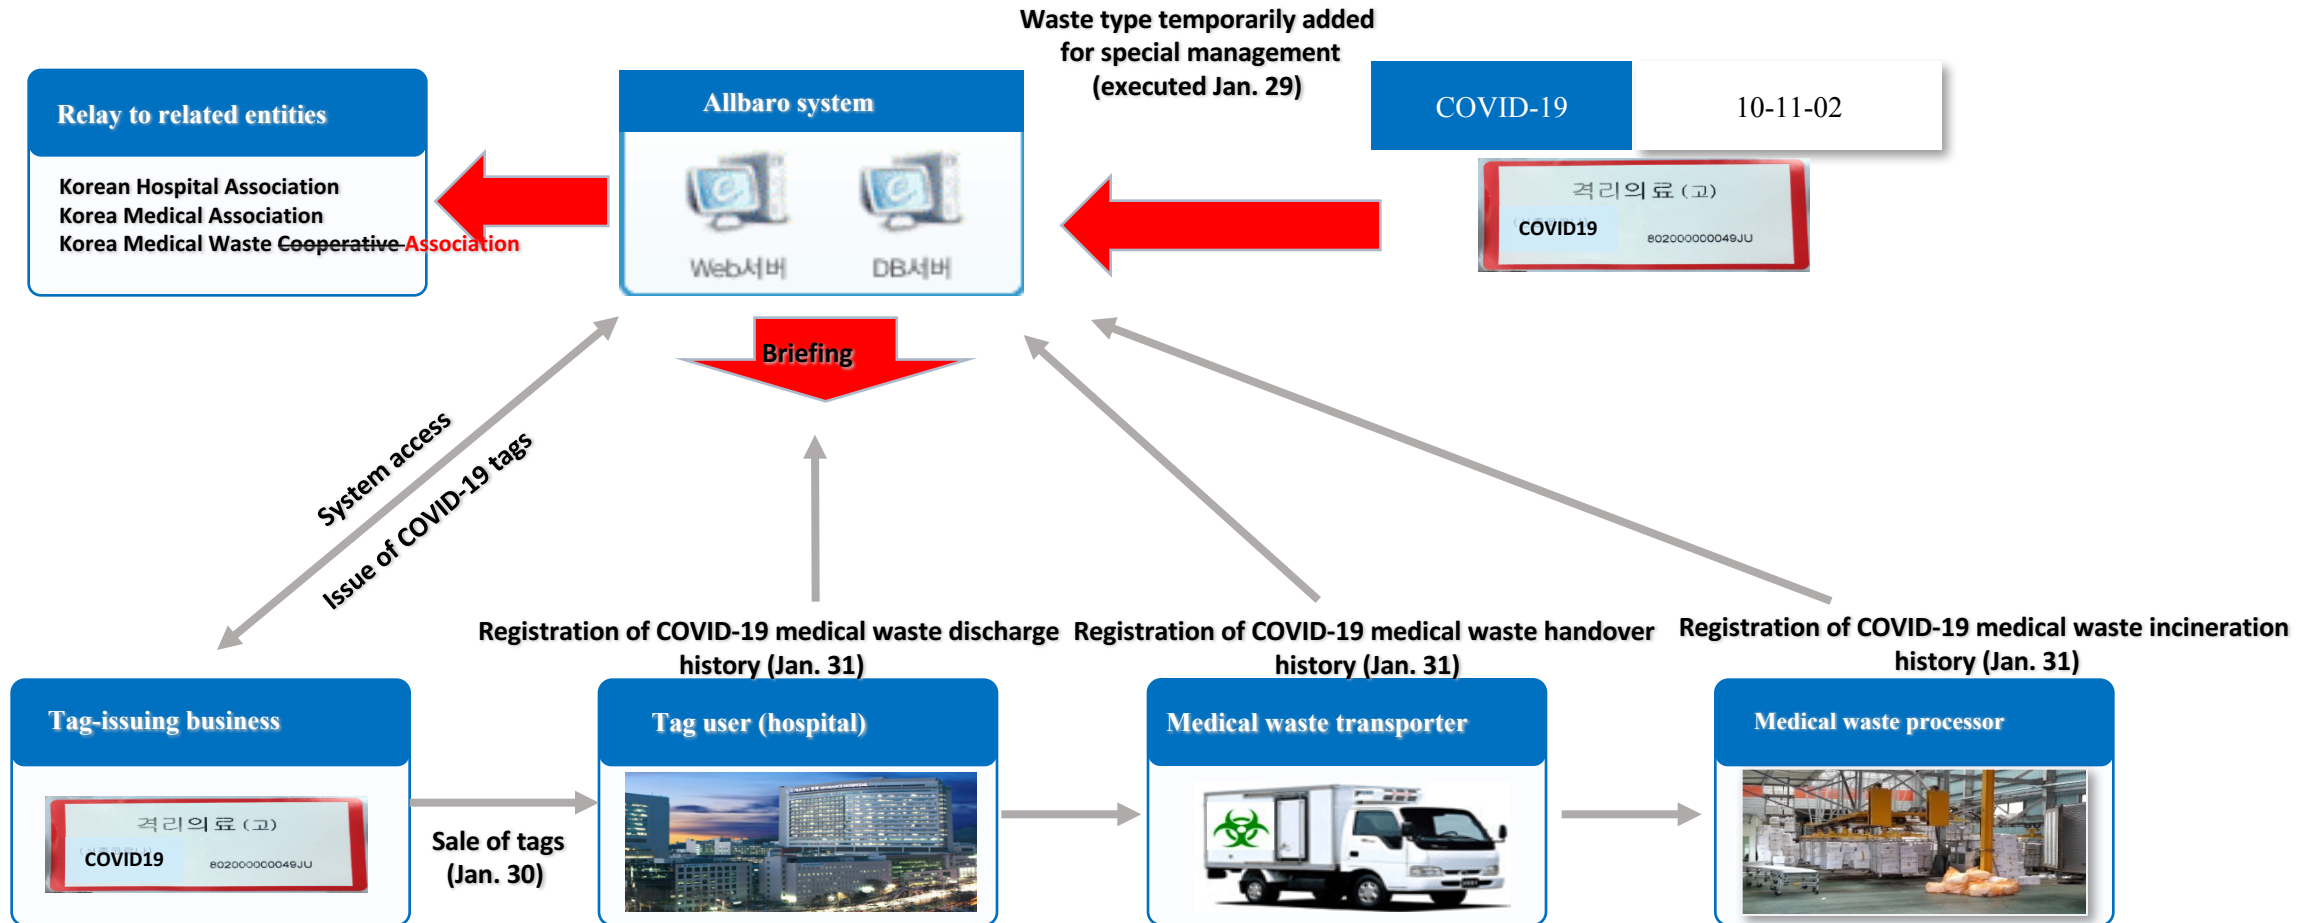 Waste type temporarily added
for special management
(executed Jan. 29)
Relay to related entities
Korean Hospital Association
Korea Medical Association
Korea Medical Waste Cooperative Association
Allbaro system
Web서버
DB서버
COVID-19
10-11-02
격리의료(고)
COVID19
802000000049JU
Briefing
System access
Issue of COVID-19 tags
Registration of COVID-19 medical waste discharge
history (Jan. 31)
Registration of COVID-19 medical waste handover
history (Jan. 31)
Registration of COVID-19 medical waste incineration
history (Jan. 31)
Tag-issuing business
격리의료(고)
COVID19
802000000049JU
Sale of tags
(Jan. 30)
Tag user (hospital)
Medical waste transporter
Medical waste processor